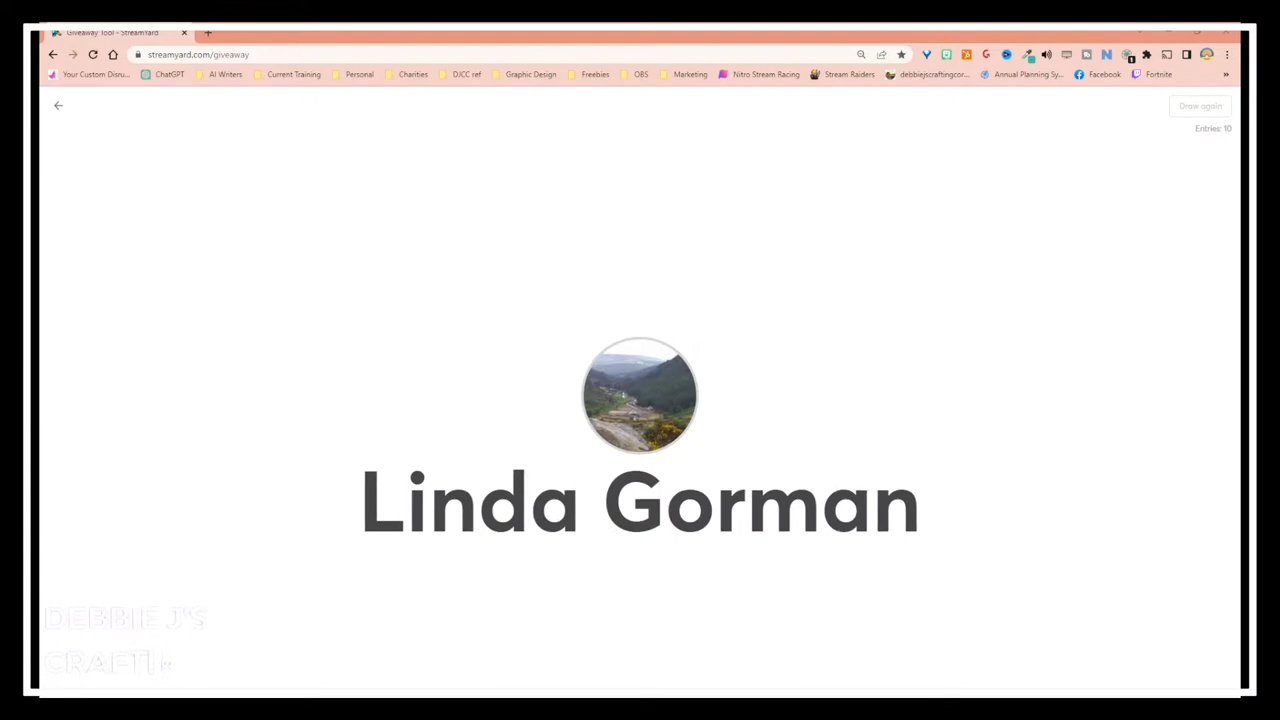 Giveaway Tool - StreamYard
streamyard.com/giveaway
Your Custom Disru... ChatGPT AI Writers Current Training Personal Charities DJCC ref Graphic Design Freebies OBS Marketing Nitro Stream Racing Stream Raiders debbiejscraftingcor... Annual Planning Sy... Facebook Fortnite
Draw again
Entries: 10
Linda Gorman
DEBBIE J'S